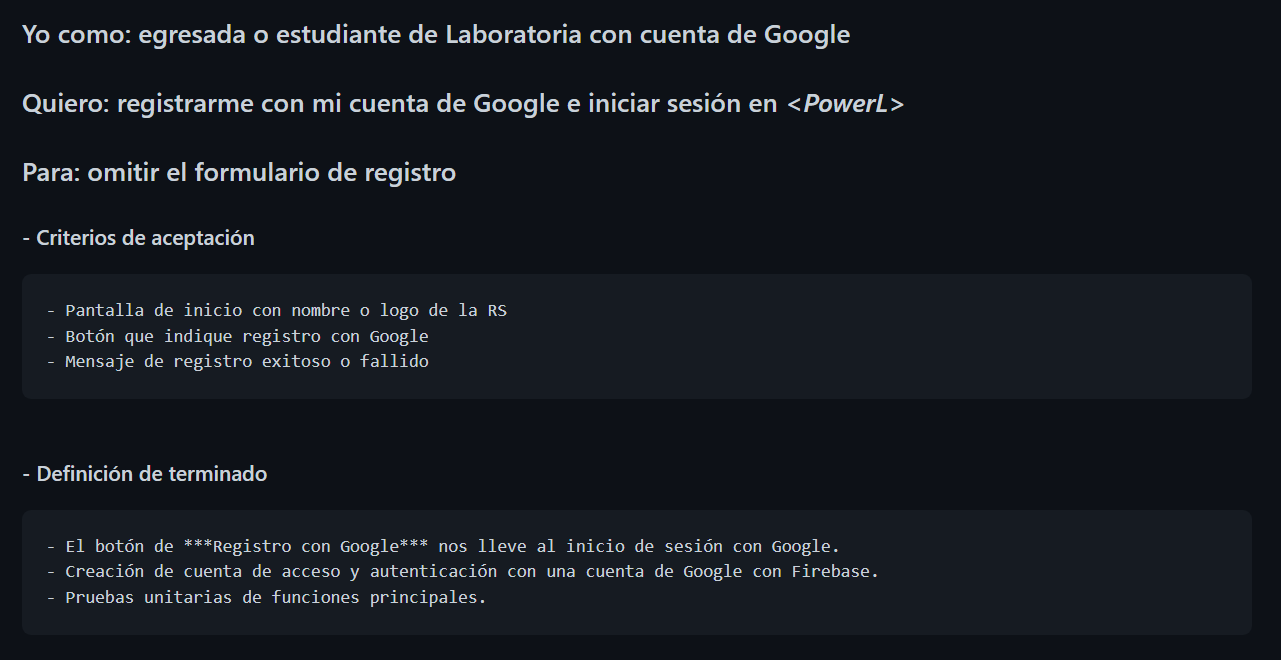 Yo como: egresada o estudiante de Laboratoria con cuenta de Google
Quiero: registrarme con mi cuenta de Google e iniciar sesión en <PowerL>
Para: omitir el formulario de registro
- Criterios de aceptación
- Pantalla de inicio con nombre o logo de la RS
- Botón que indique registro con Google
- Mensaje de registro exitoso o fallido
- Definición de terminado
- El botón de ***Registro con Google*** nos lleve al inicio de sesión con Google.
- Creación de cuenta de acceso y autenticación con una cuenta de Google con Firebase.
- Pruebas unitarias de funciones principales.